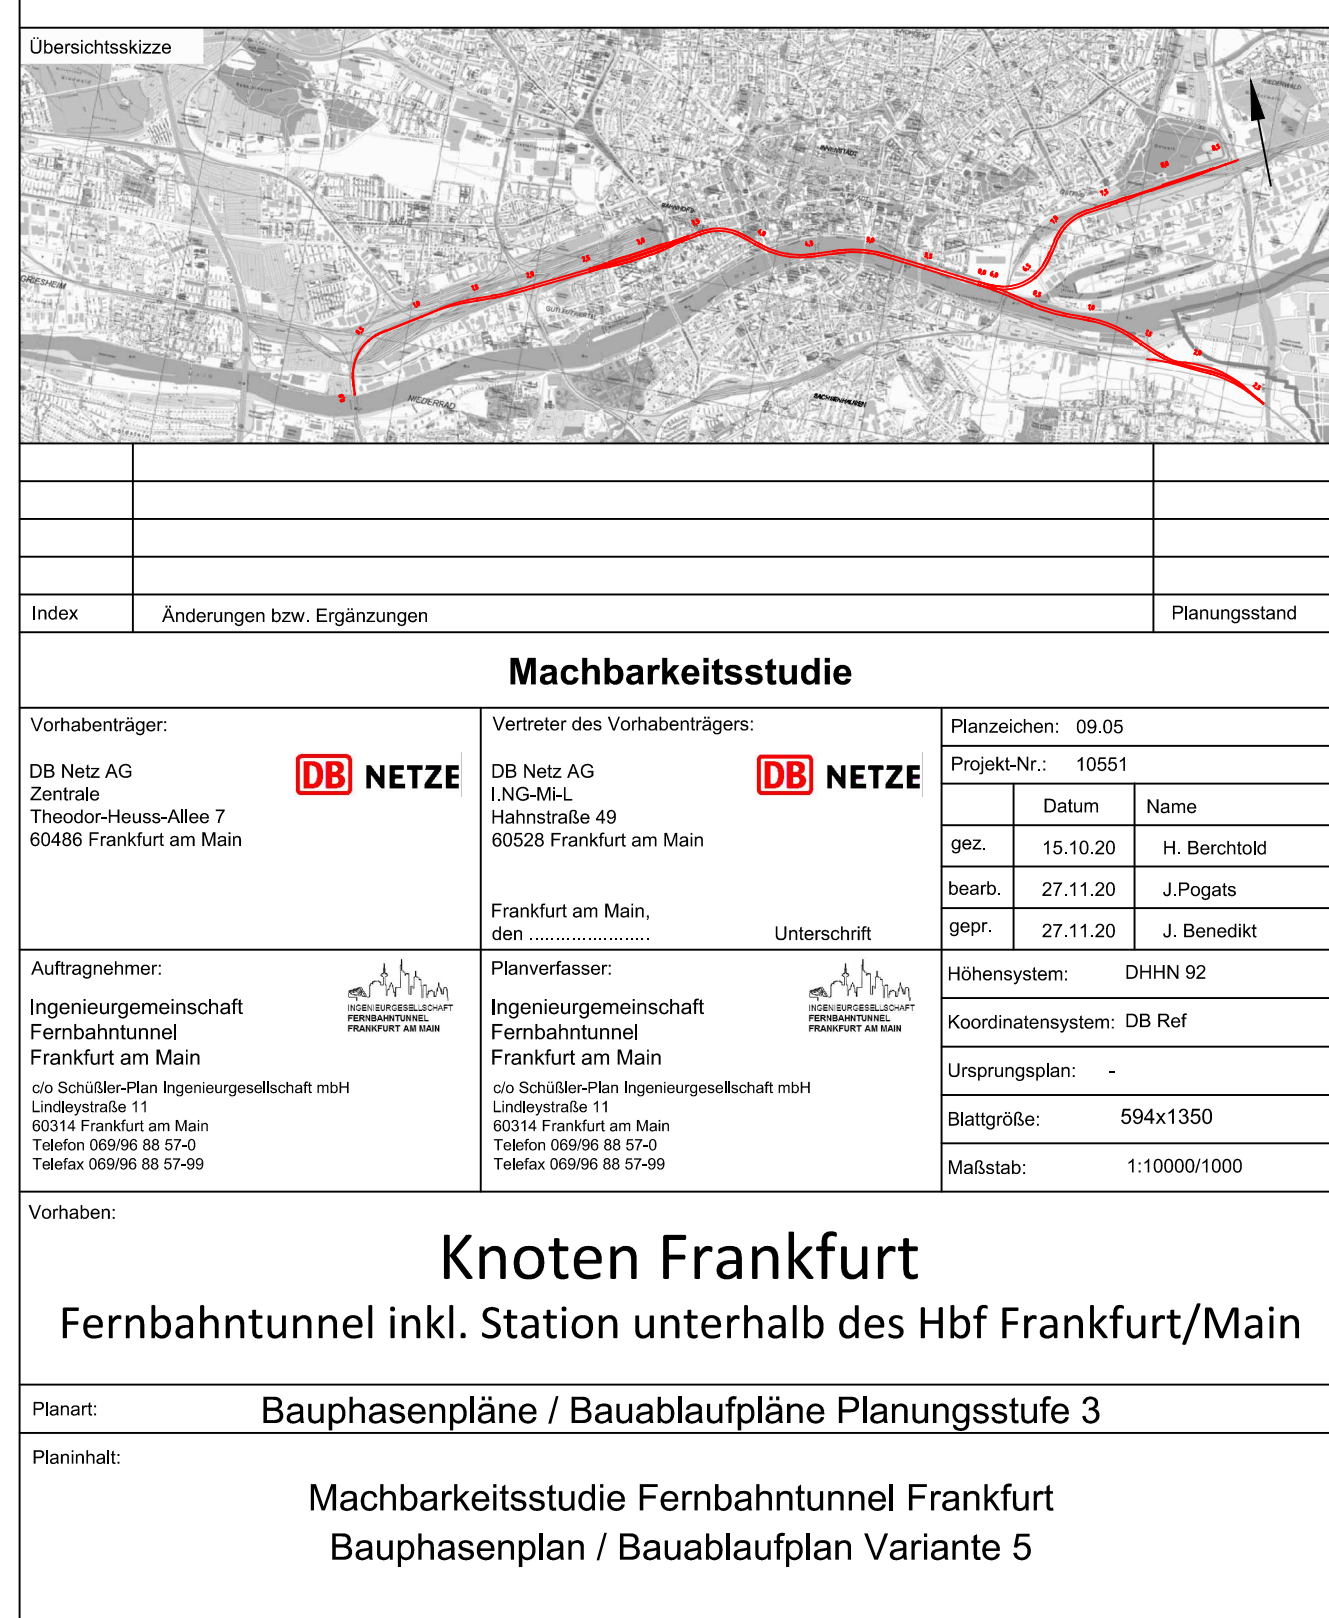 Übersichtsskizze
RIEDERWALD
INNENSTADT
BAHNHOF
GRIESHEIM
GUTLEUTVIERTEL
NIEDERRAD
SACHSENHAUSEN
Index
Änderungen bzw. Ergänzungen
Planungsstand
Machbarkeitsstudie
Vorhabenträger:
DB Netz AG
Zentrale
Theodor-Heuss-Allee 7
60486 Frankfurt am Main
DB NETZE
Vertreter des Vorhabenträgers:
DB Netz AG
I.NG-Mi-L
Hahnstraße 49
60528 Frankfurt am Main
DB NETZE
Frankfurt am Main,
den .......................
Unterschrift
Planzeichen: 09.05
Projekt-Nr.: 10551
Datum Name
gez. 15.10.20 H. Berchtold
bearb. 27.11.20 J.Pogats
gepr. 27.11.20 J. Benedikt
Auftragnehmer:
Ingenieurgemeinschaft
Fernbahntunnel
Frankfurt am Main
INGENIEURGESELLSCHAFT
FERNBAHNTUNNEL
FRANKFURT AM MAIN
c/o Schüßler-Plan Ingenieurgesellschaft mbH
Lindleystraße 11
60314 Frankfurt am Main
Telefon 069/96 88 57-0
Telefax 069/96 88 57-99
Planverfasser:
Ingenieurgemeinschaft
Fernbahntunnel
Frankfurt am Main
INGENIEURGESELLSCHAFT
FERNBAHNTUNNEL
FRANKFURT AM MAIN
c/o Schüßler-Plan Ingenieurgesellschaft mbH
Lindleystraße 11
60314 Frankfurt am Main
Telefon 069/96 88 57-0
Telefax 069/96 88 57-99
Höhensystem: DHHN 92
Koordinatensystem: DB Ref
Ursprungsplan: -
Blattgröße: 594x1350
Maßstab: 1:10000/1000
Vorhaben:
Knoten Frankfurt
Fernbahntunnel inkl. Station unterhalb des Hbf Frankfurt/Main
Planart:
Bauphasenpläne / Bauablaufpläne Planungsstufe 3
Planinhalt:
Machbarkeitsstudie Fernbahntunnel Frankfurt
Bauphasenplan / Bauablaufplan Variante 5